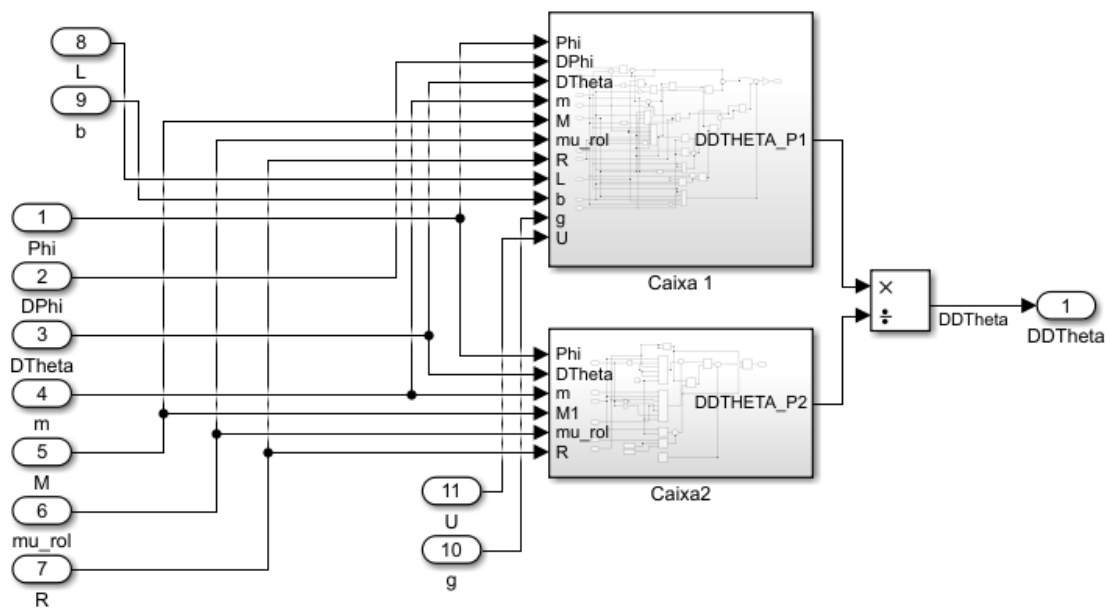 8
L
9
b
1
Phi
2
DPhi
3
DTheta
4
m
5
M
6
mu_rol
7
R
11
U
10
g
Phi
DPhi
DTheta
m
M
mu_rol
R
L
b
g
U
DDTHETA_P1
Caixa 1
Phi
DTheta
m
M1
mu_rol
R
DDTHETA_P2
Caixa2
×
÷
DDTheta
1
DDTheta